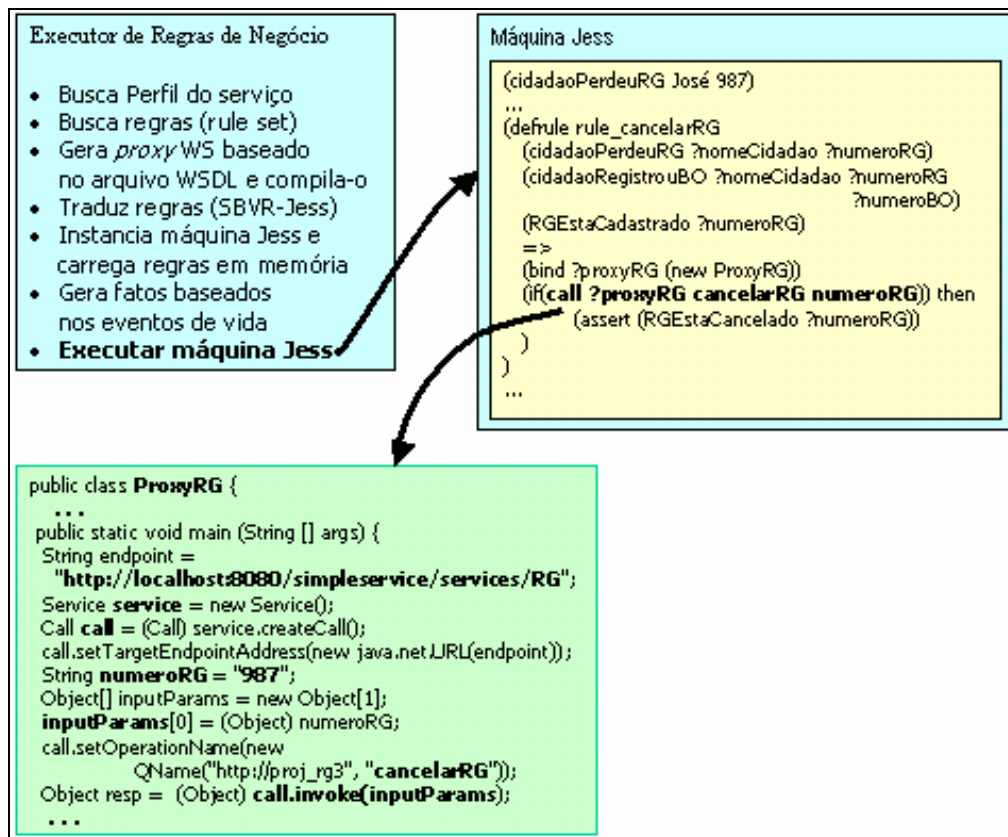 Executor de Regras de Negócio
• Busca Perfil do serviço
• Busca regras (rule set)
• Gera proxy WS baseado
no arquivo WSDL e compila-o
• Traduz regras (SBVR-Jess)
• Instancia máquina Jess e
carrega regras em memória
• Gera fatos baseados
nos eventos de vida
• Executar máquina Jess
Máquina Jess
(cidadaoPerdeuRG José 987)
...
(defrule rule_cancelarRG
(cidadaoPerdeuRG ?nomeCidadao ?numeroRG)
(cidadaoRegistrouBO ?nomeCidadao ?numeroRG
?numeroBO)
(RGEstaCadastrado ?numeroRG)
=>
(bind ?proxyRG (new ProxyRG))
(if(call ?proxyRG cancelarRG numeroRG)) then
(assert (RGEstaCancelado ?numeroRG))
)
)
...
public class ProxyRG {
...
public static void main (String [] args) {
String endpoint =
"http://localhost:8080/simpleservice/services/RG";
Service service = new Service();
Call call = (Call) service.createCall();
call.setTargetEndpointAddress(new java.net.URL(endpoint));
String numeroRG = "987";
Object[] inputParams = new Object[1];
inputParams[0] = (Object) numeroRG;
call.setOperationName(new
QName("http://proj_rg3", "cancelarRG"));
Object resp = (Object) call.invoke(inputParams);
...